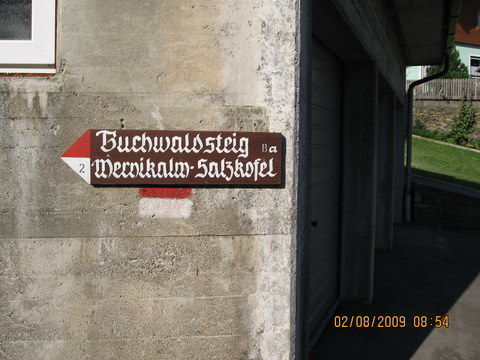 Buchwaldsteig 8a
2 Wernikalm-Salzkofel
02/08/2009 08:54